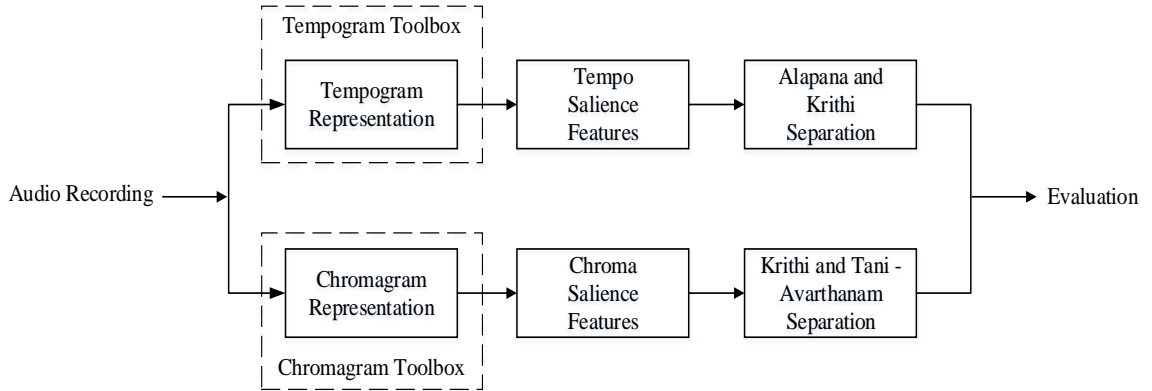 Tempogram Toolbox
Tempogram
Representation
Tempo
Salience
Features
Alapana and
Krithi
Separation
Audio Recording
Evaluation
Chromagram
Representation
Chromagram Toolbox
Chroma
Salience
Features
Krithi and Tani -
Avarthanam
Separation